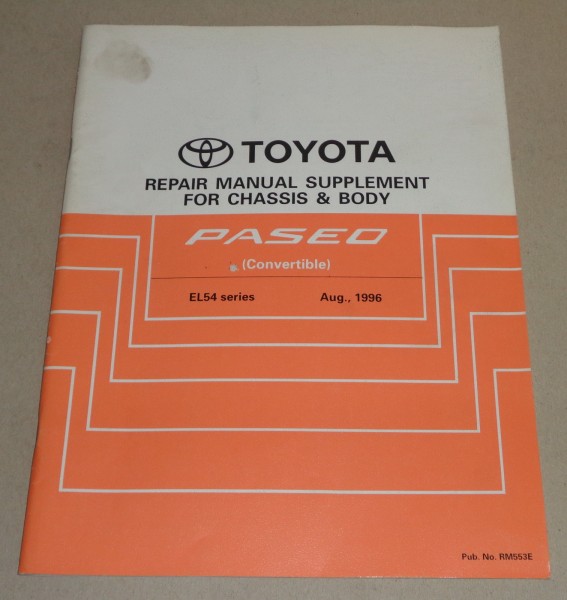 TOYOTA
REPAIR MANUAL SUPPLEMENT
FOR CHASSIS & BODY
PASEO
(Convertible)
EL54 series Aug., 1996
Pub. No. RM553E